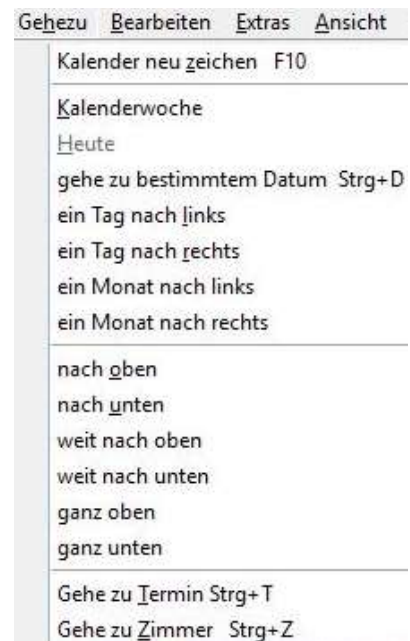 Gehezu Bearbeiten Extras Ansicht
Kalender neu zeichen F10
Kalenderwoche
Heute
gehe zu bestimmtem Datum Strg+D
ein Tag nach links
ein Tag nach rechts
ein Monat nach links
ein Monat nach rechts
nach oben
nach unten
weit nach oben
weit nach unten
ganz oben
ganz unten
Gehe zu Termin Strg+T
Gehe zu Zimmer Strg+Z